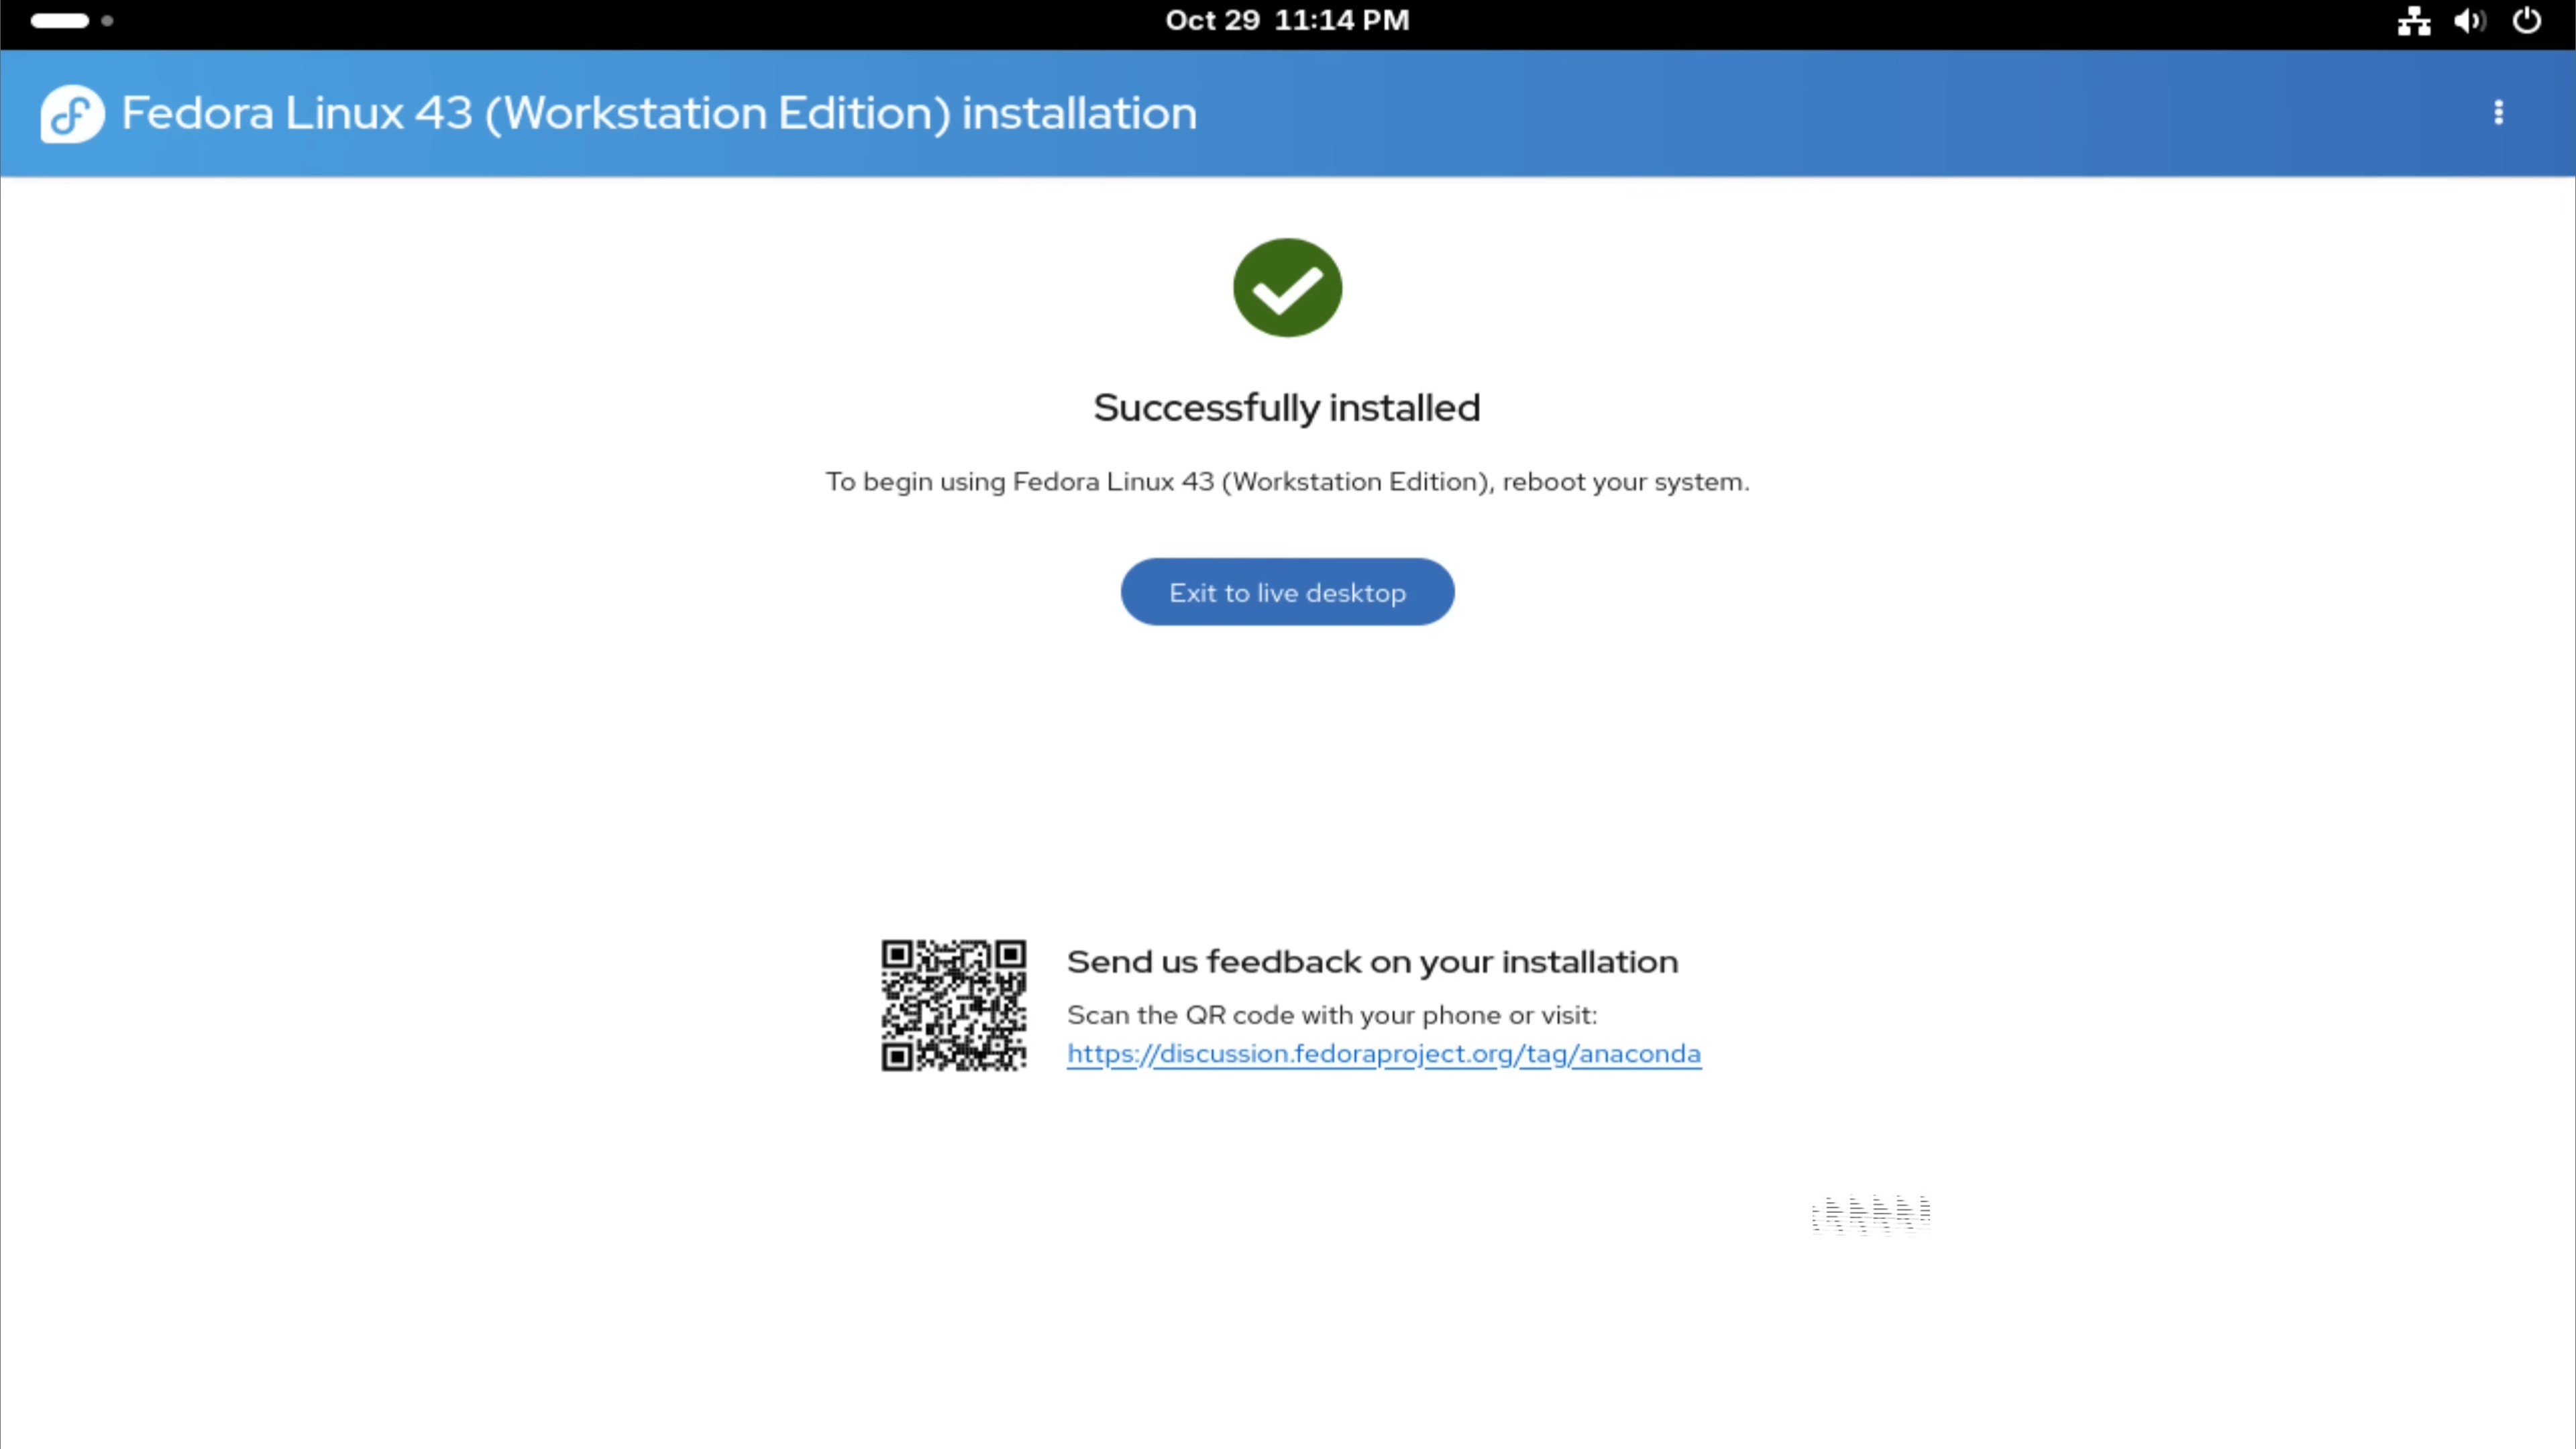 Oct 29 11:14 PM
Fedora Linux 43 (Workstation Edition) installation
Successfully installed
To begin using Fedora Linux 43 (Workstation Edition), reboot your system.
Exit to live desktop
Send us feedback on your installation
Scan the QR code with your phone or visit:
https://discussion.fedoraproject.org/tag/anaconda